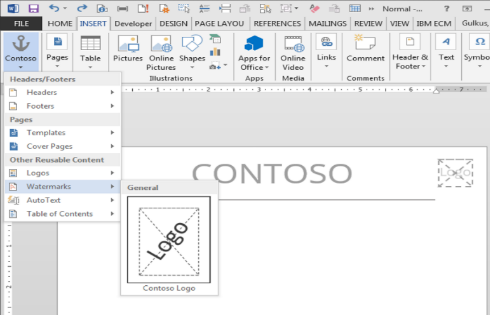 Normal -...
FILE HOME INSERT Developer DESIGN PAGE LAYOU REFERENCES MAILINGS REVIEW VIEW IBM ECM Gulkus,
Contoso Pages Table Pictures Online Pictures Shapes Apps for Office Online Video Links Comment Header & Footer Text Symbo
Illustrations Apps Media Comments
Headers/Footers
Headers
Footers
Pages
Templates
Cover Pages
Other Reusable Content
Logos
Watermarks
AutoText
Table of Contents
General
Logo
Contoso Logo
CONTOSO
Logo